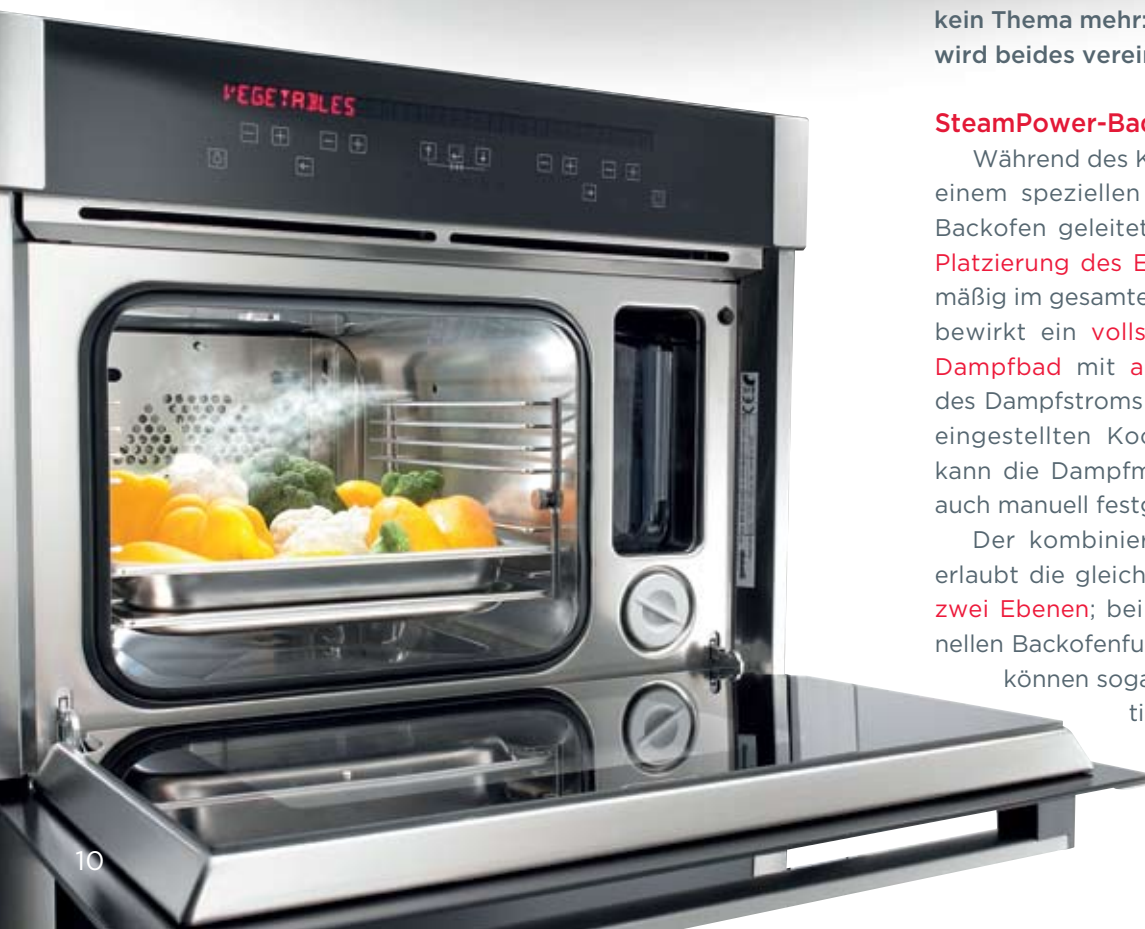 VEGETABLES
kein Thema mehr:
wird beides verein
SteamPower-Bac
Während des K
einem speziellen
Backofen geleitet
Platzierung des E
mäßig im gesamte
bewirkt ein volls
Dampfbad mit a
des Dampfstroms
eingestellten Koc
kann die Dampfm
auch manuell festg
Der kombinier
erlaubt die gleich
zwei Ebenen; bei
nellen Backofenfu
können soga
ti
10